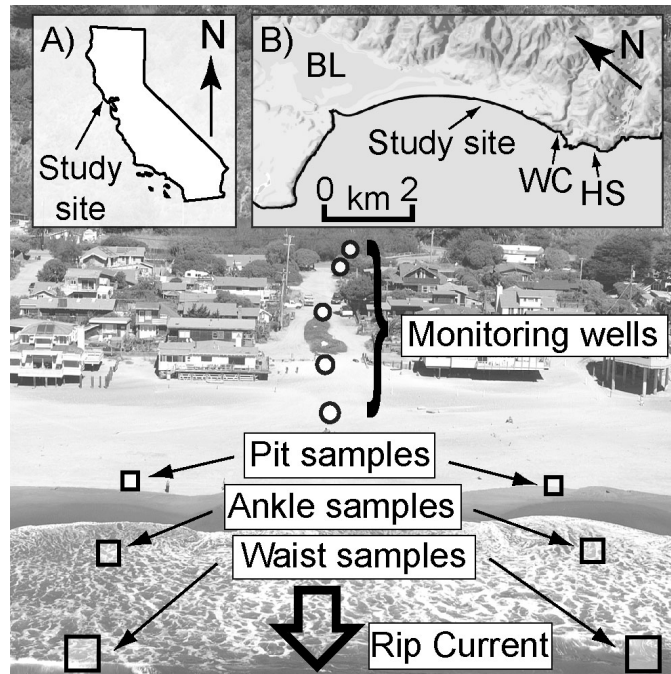 A)
N
Study
site
B)
N
BL
Study site
WC
HS
0 km 2
Monitoring wells
Pit samples
Ankle samples
Waist samples
Rip Current